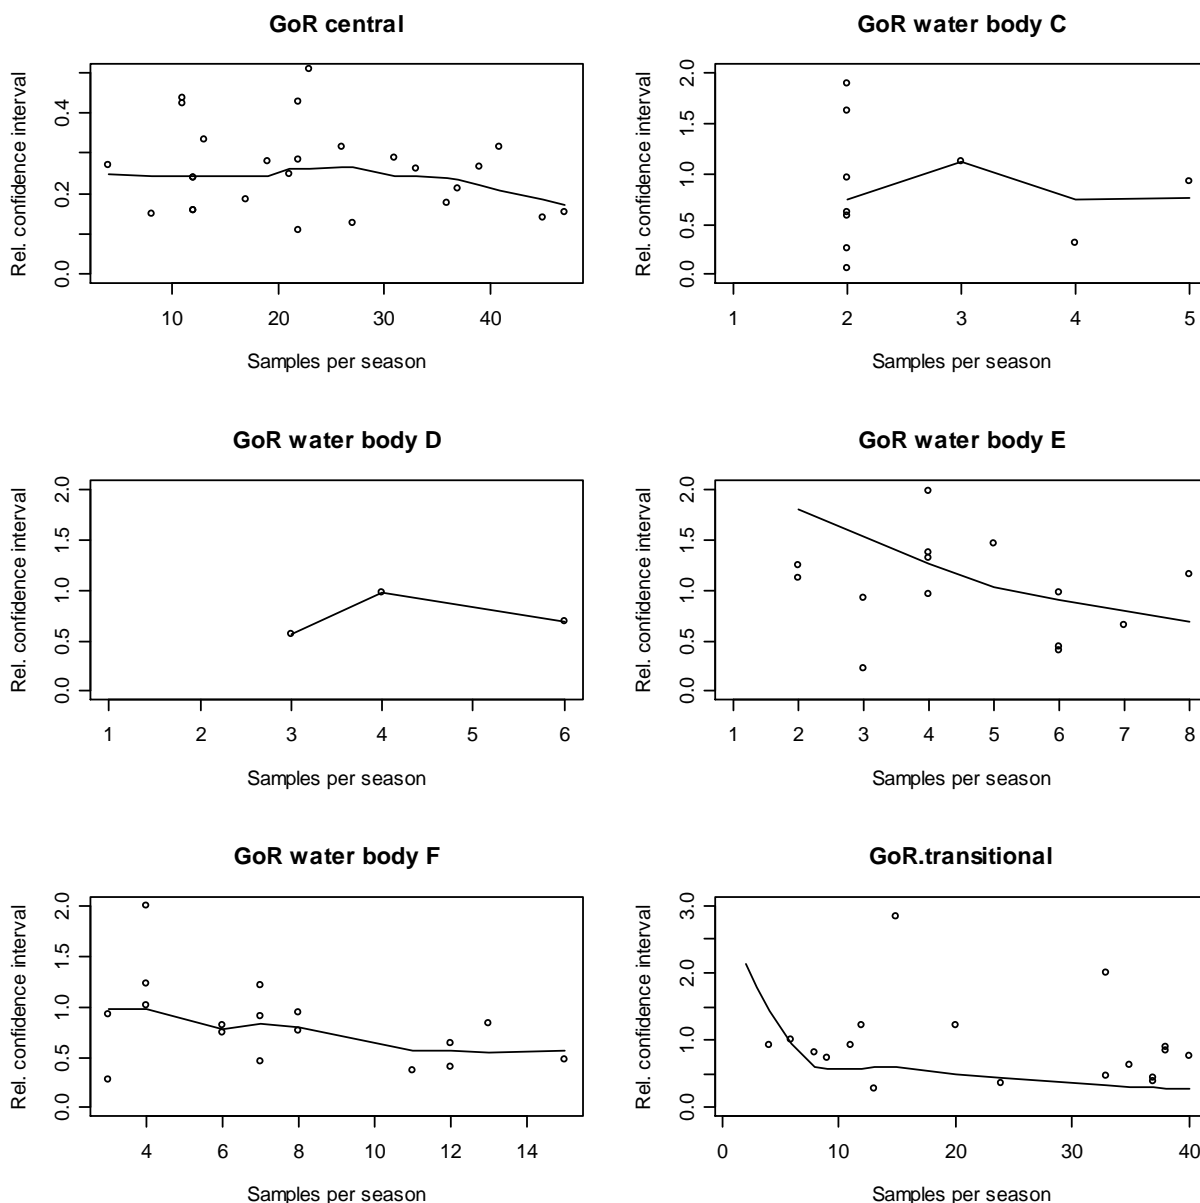 GoR central
Rel. confidence interval
0.0 0.2 0.4
10 20 30 40
Samples per season
GoR water body C
Rel. confidence interval
0.0 0.5 1.0 1.5 2.0
1 2 3 4 5
Samples per season
GoR water body D
Rel. confidence interval
0.0 0.5 1.0 1.5 2.0
1 2 3 4 5 6
Samples per season
GoR water body E
Rel. confidence interval
0.0 0.5 1.0 1.5 2.0
1 2 3 4 5 6 7 8
Samples per season
GoR water body F
Rel. confidence interval
0.0 0.5 1.0 1.5 2.0
4 6 8 10 12 14
Samples per season
GoR.transitional
Rel. confidence interval
0.0 1.0 2.0 3.0
0 10 20 30 40
Samples per season